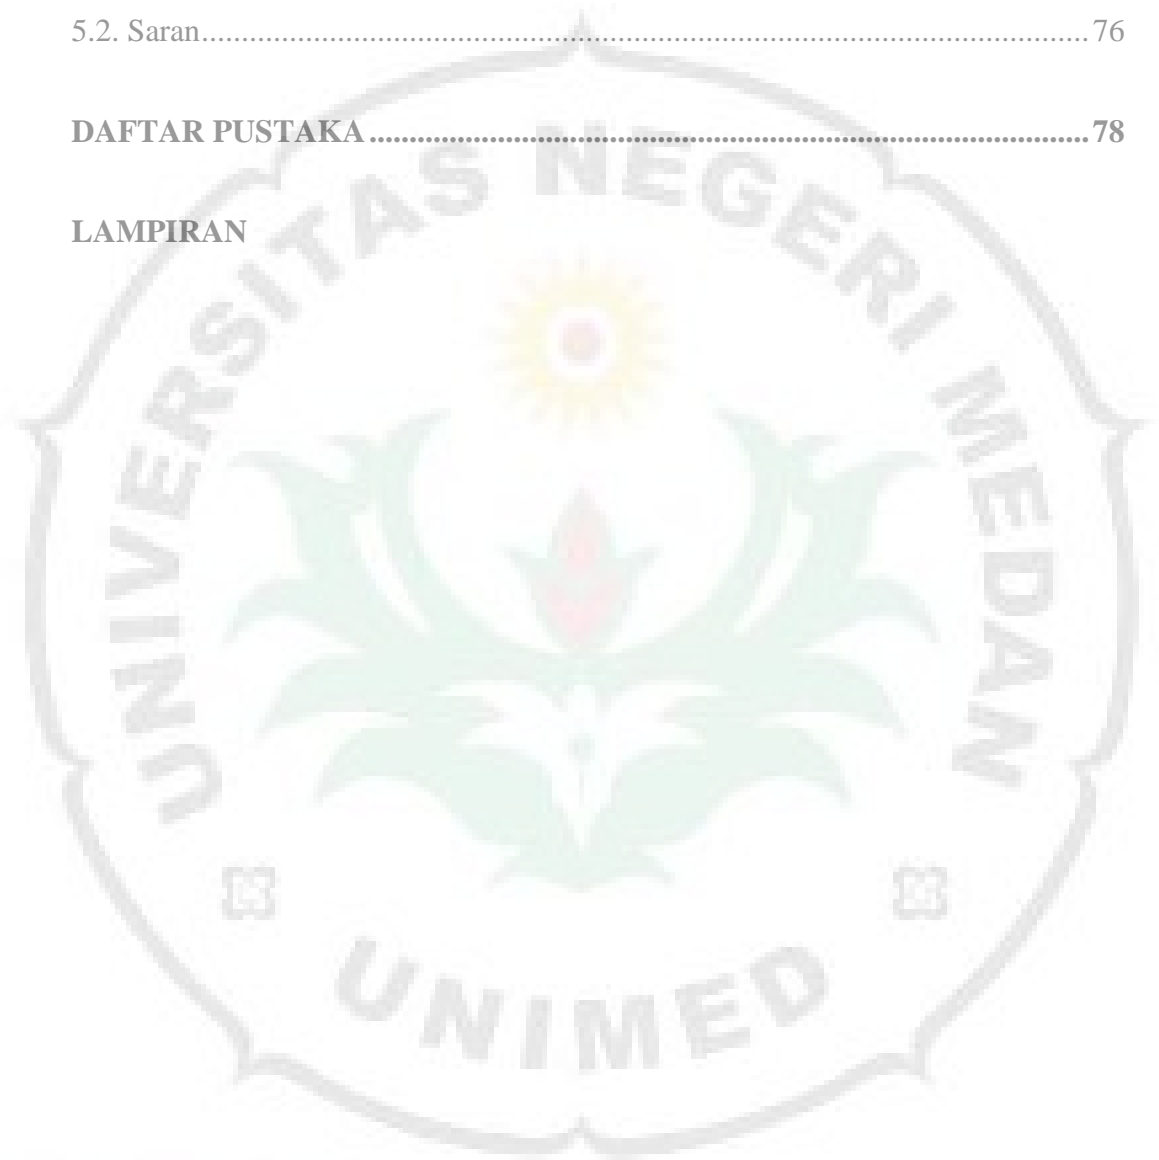 5.2. Saran............................................................................................................... 76
DAFTAR PUSTAKA.......................................................................................... 78
LAMPIRAN
UNIVERSITAS NEGERI MEDAN
UNIMED